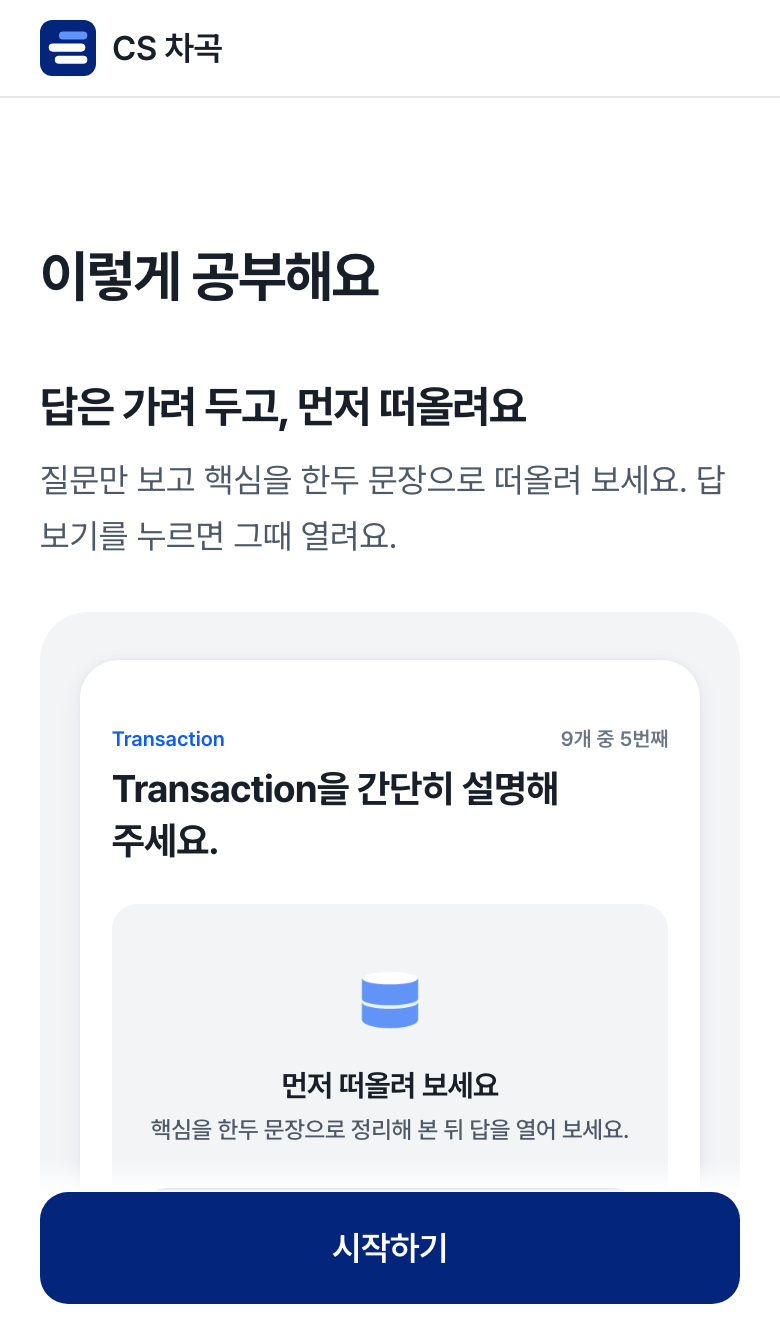 CS 차곡
이렇게 공부해요
답은 가려 두고, 먼저 떠올려요
질문만 보고 핵심을 한두 문장으로 떠올려 보세요. 답
보기를 누르면 그때 열려요.
Transaction
9개 중 5번째
Transaction을 간단히 설명해
주세요.
먼저 떠올려 보세요
핵심을 한두 문장으로 정리해 본 뒤 답을 열어 보세요.
시작하기